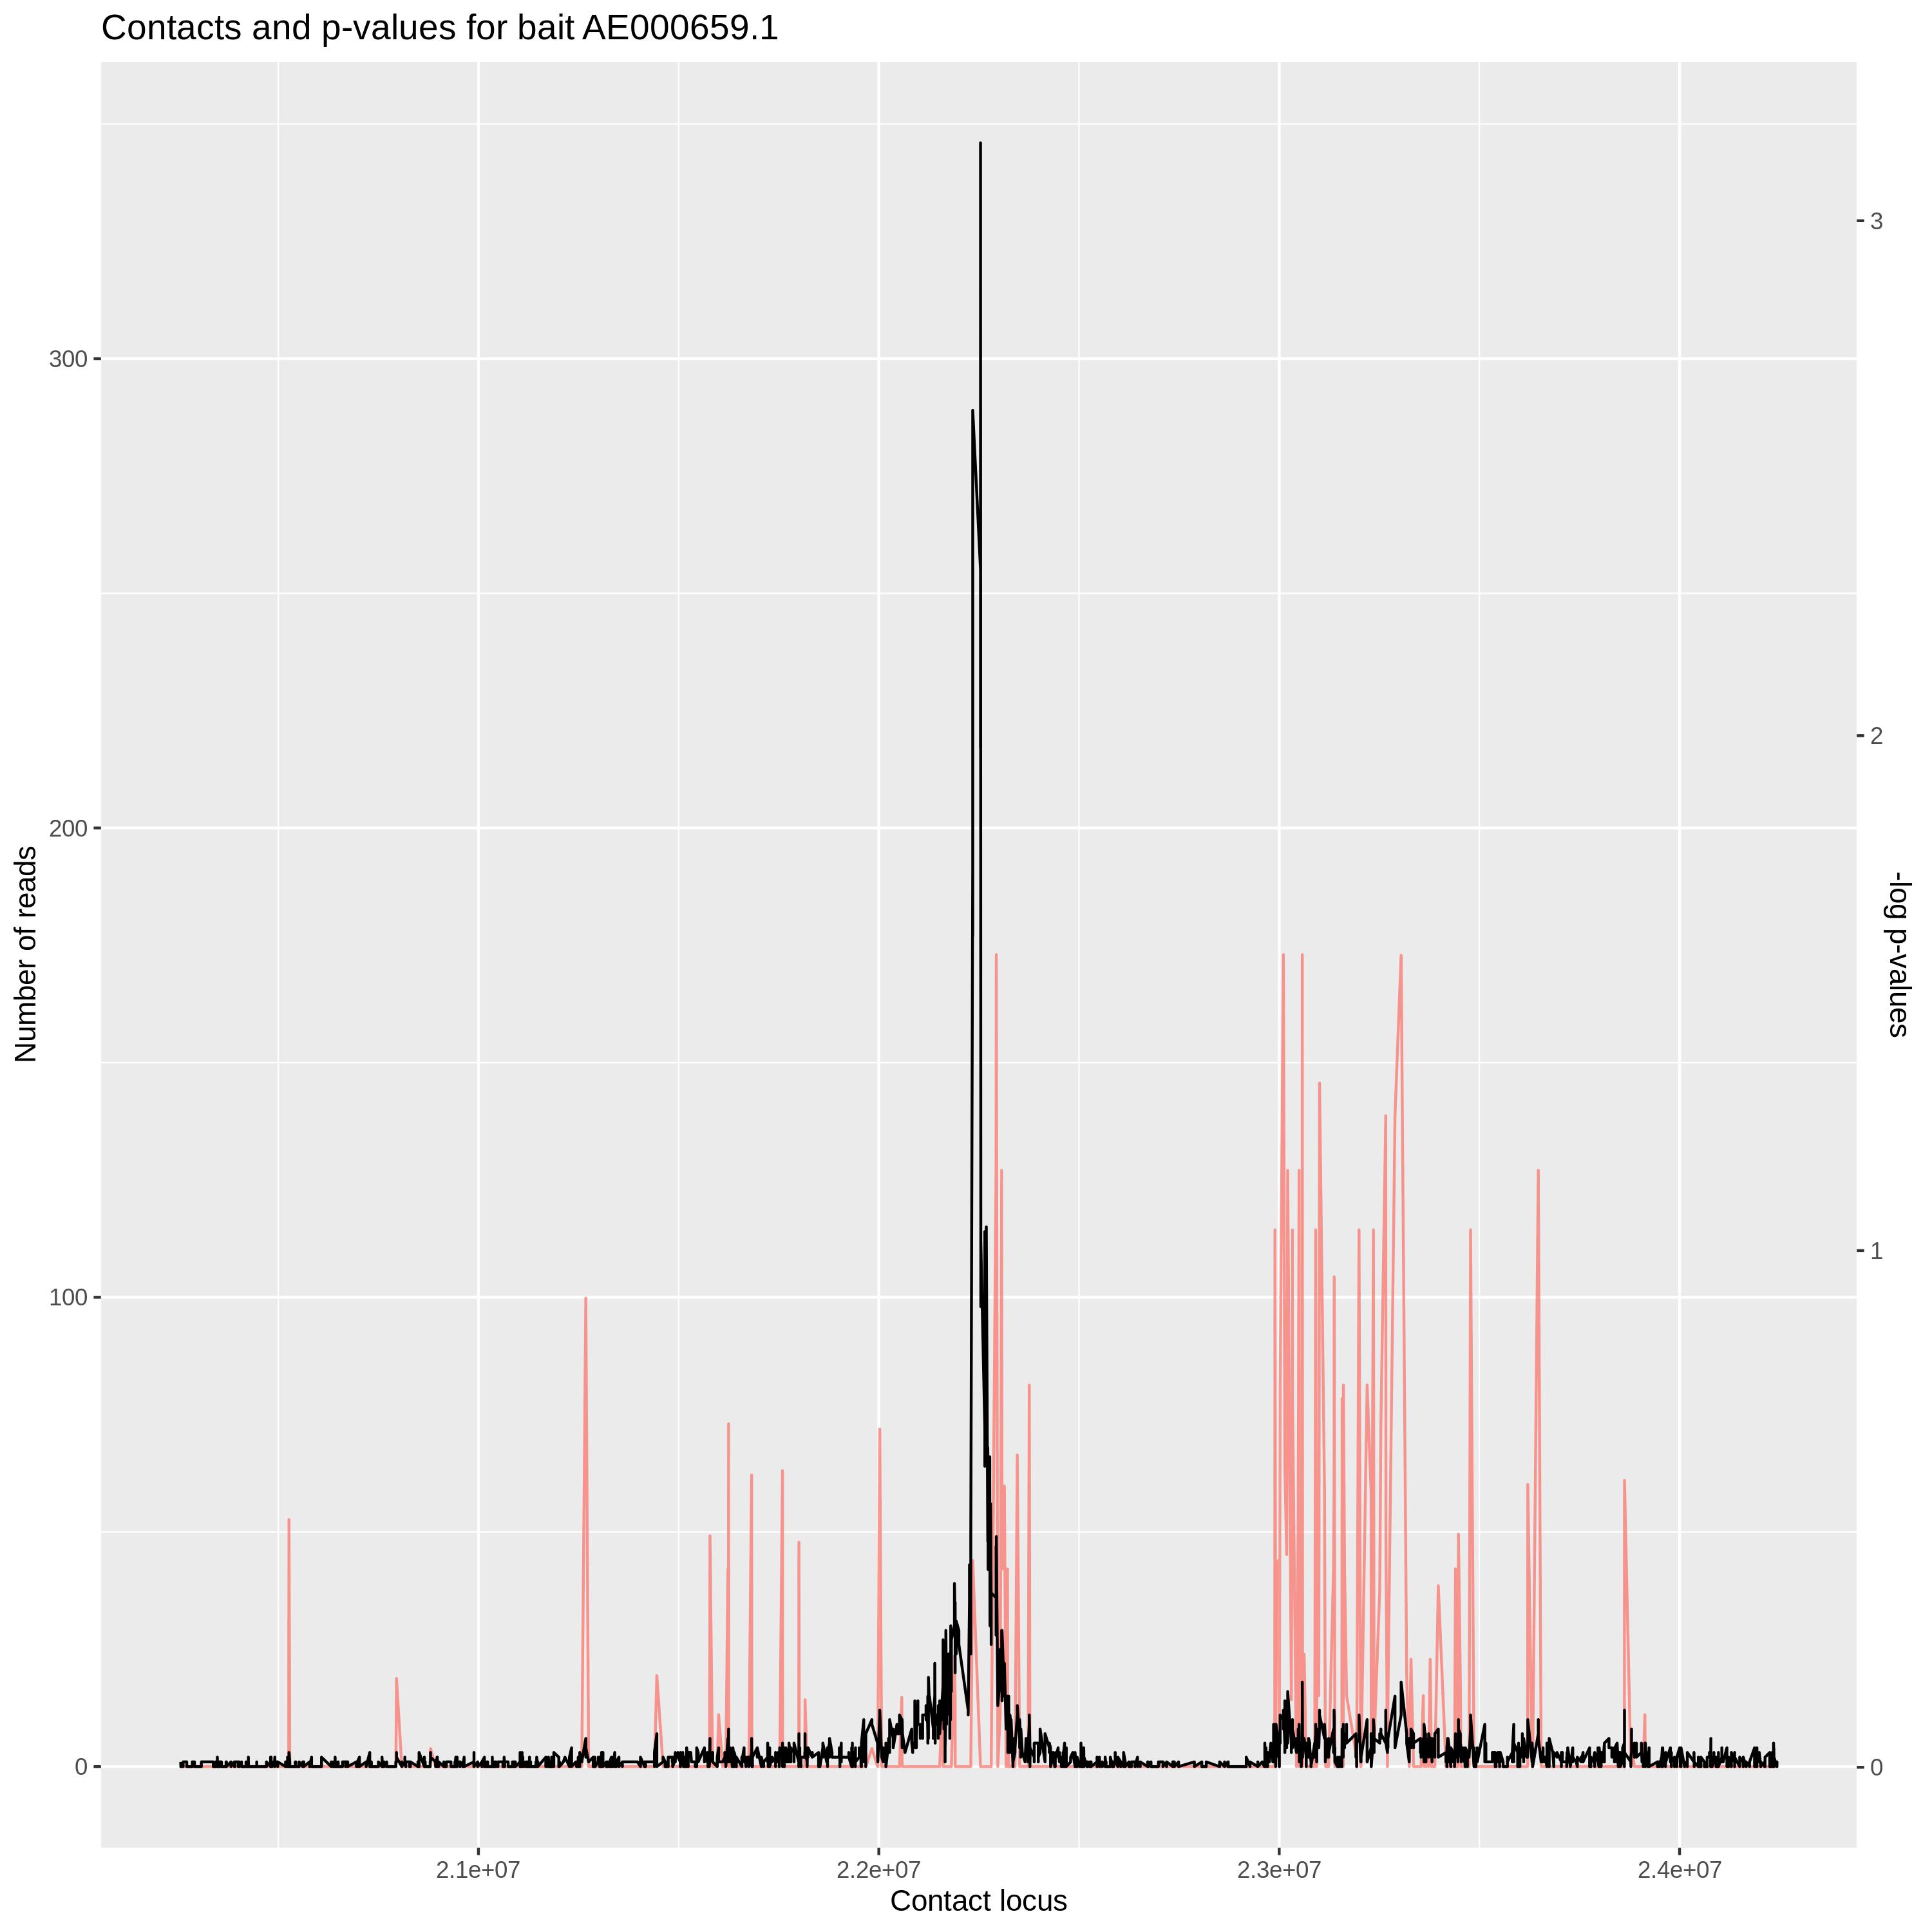 Contacts and p-values for bait AE000659.1
300
200
100
0
Number of reads
3
2
1
0
-log p-values
2.1e+07 2.2e+07 2.3e+07 2.4e+07
Contact locus